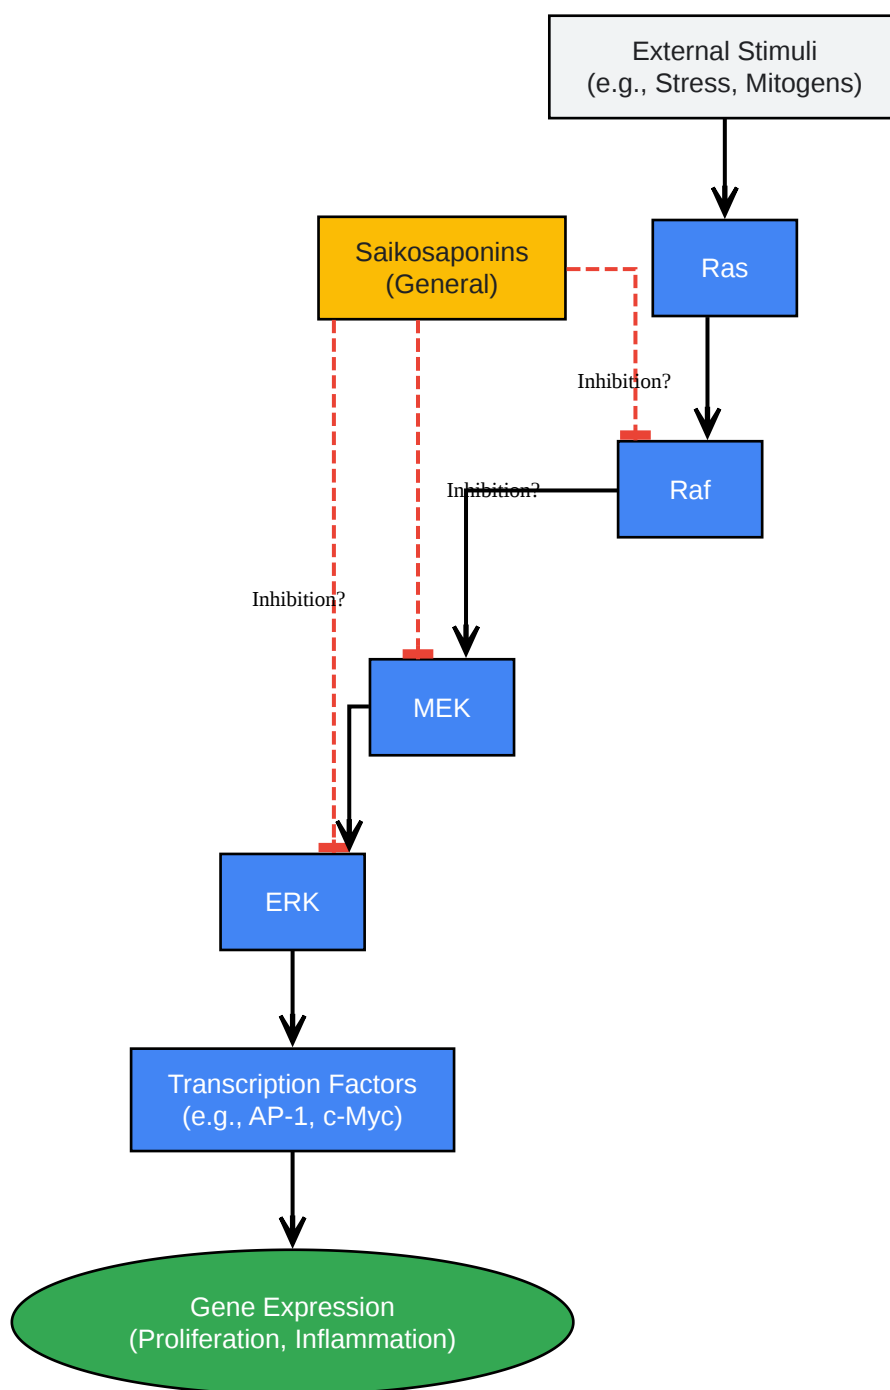 External Stimuli
(e.g., Stress, Mitogens)
Saikosaponins
(General)
Ras
Inhibition?
Raf
Inhibition?
Inhibition?
MEK
ERK
Transcription Factors
(e.g., AP-1, c-Myc)
Gene Expression
(Proliferation, Inflammation)